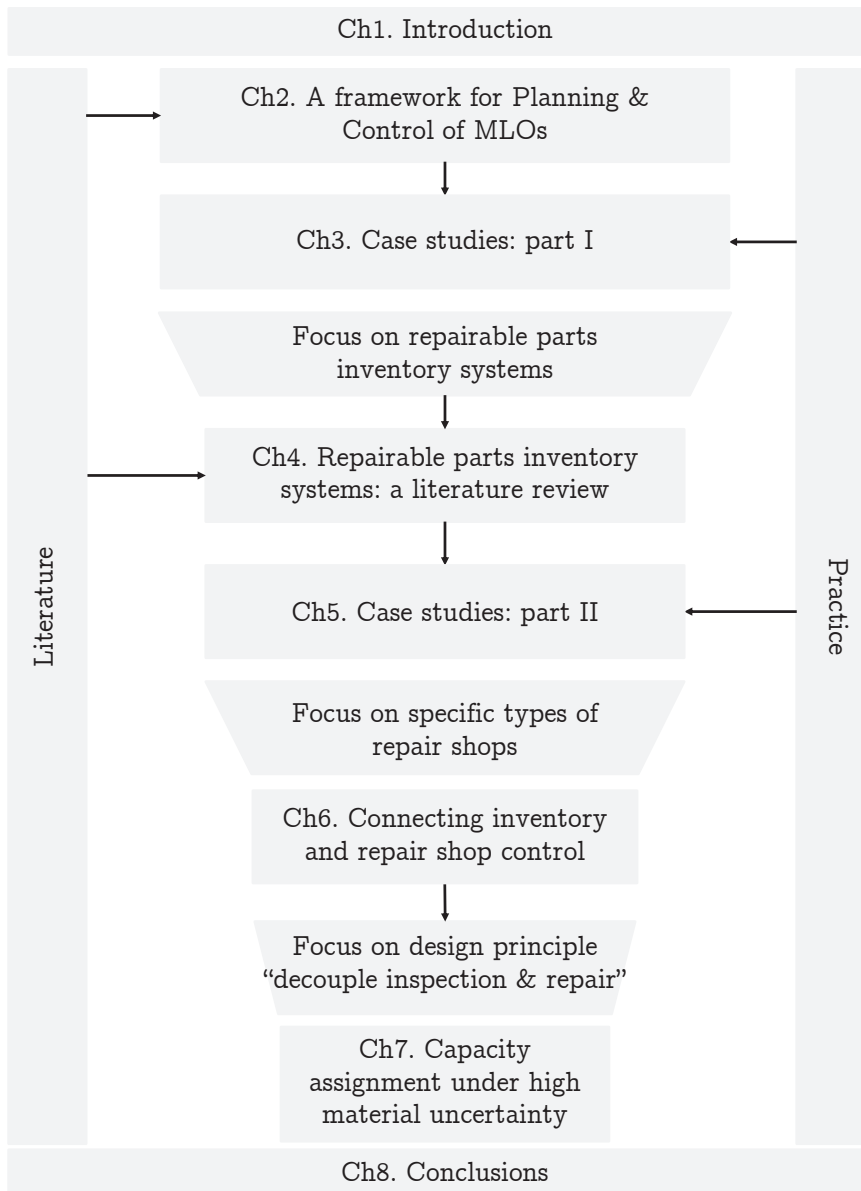 Ch1. Introduction
Ch2. A framework for Planning &
Control of MLOs
Ch3. Case studies: part I
Focus on repairable parts
inventory systems
Ch4. Repairable parts inventory
systems: a literature review
Literature
Practice
Ch5. Case studies: part II
Focus on specific types of
repair shops
Ch6. Connecting inventory
and repair shop control
Focus on design principle
“decouple inspection & repair”
Ch7. Capacity
assignment under high
material uncertainty
Ch8. Conclusions